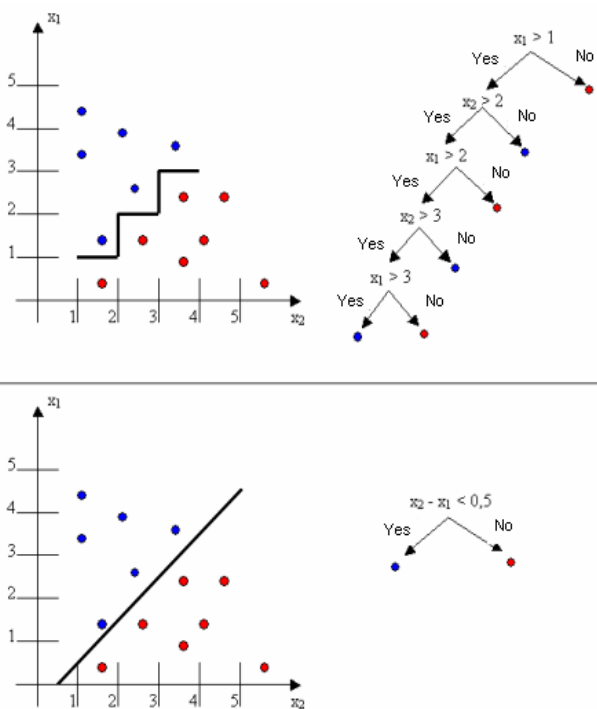 x₁
5
4
3
2
1
1 2 3 4 5
x₂
x₁ > 1
Yes No
x₂ > 2
Yes No
x₁ > 2
Yes No
x₂ > 3
Yes No
x₁ > 3
Yes No
x₁
5
4
3
2
1
1 2 3 4 5
x₂
x₂ - x₁ < 0,5
Yes No